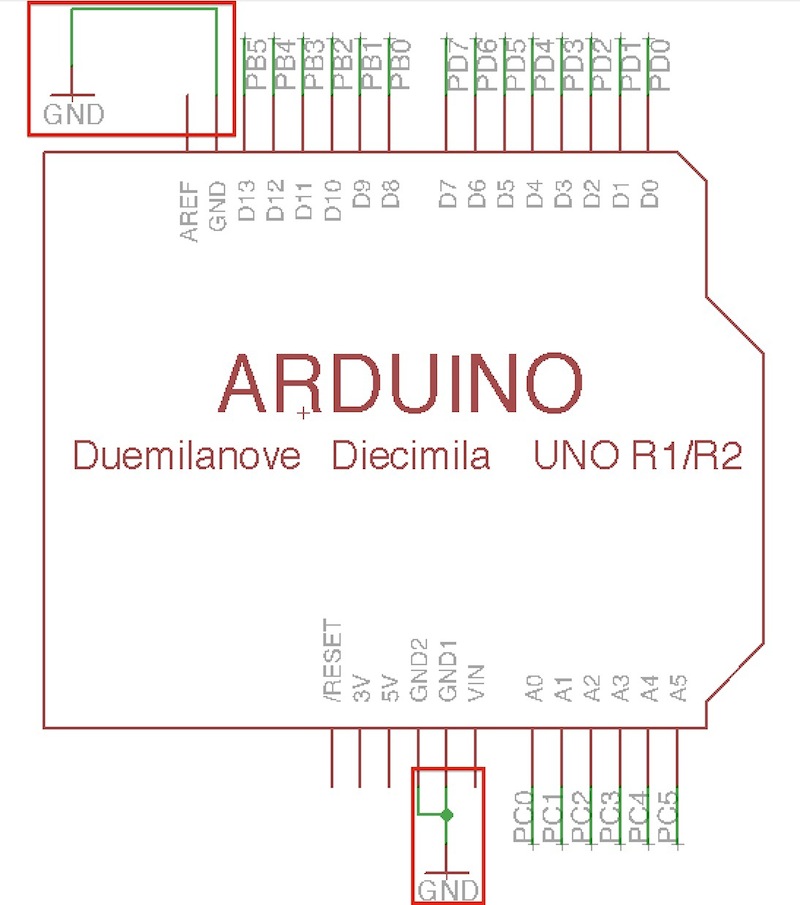 PB5 PB4 PB3 PB2 PB1 PB0 PD7 PD6 PD5 PD4 PD3 PD2 PD1 PD0
GND
AREF GND D13 D12 D11 D10 D9 D8 D7 D6 D5 D4 D3 D2 D1 D0
ARDUINO
Duemilanove Diecimila UNO R1/R2
/RESET 3V 5V GND2 GND1 VIN A0 A1 A2 A3 A4 A5
PC0 PC1 PC2 PC3 PC4 PC5
GND